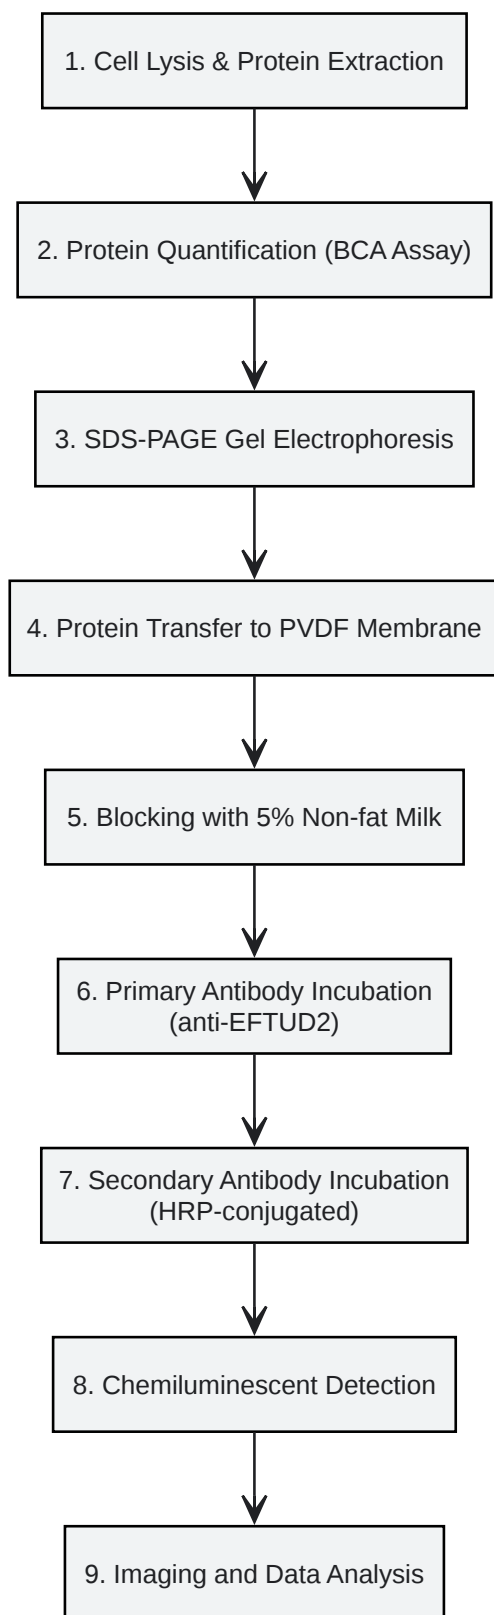 1. Cell Lysis & Protein Extraction
2. Protein Quantification (BCA Assay)
3. SDS-PAGE Gel Electrophoresis
4. Protein Transfer to PVDF Membrane
5. Blocking with 5% Non-fat Milk
6. Primary Antibody Incubation
(anti-EFTUD2)
7. Secondary Antibody Incubation
(HRP-conjugated)
8. Chemiluminescent Detection
9. Imaging and Data Analysis